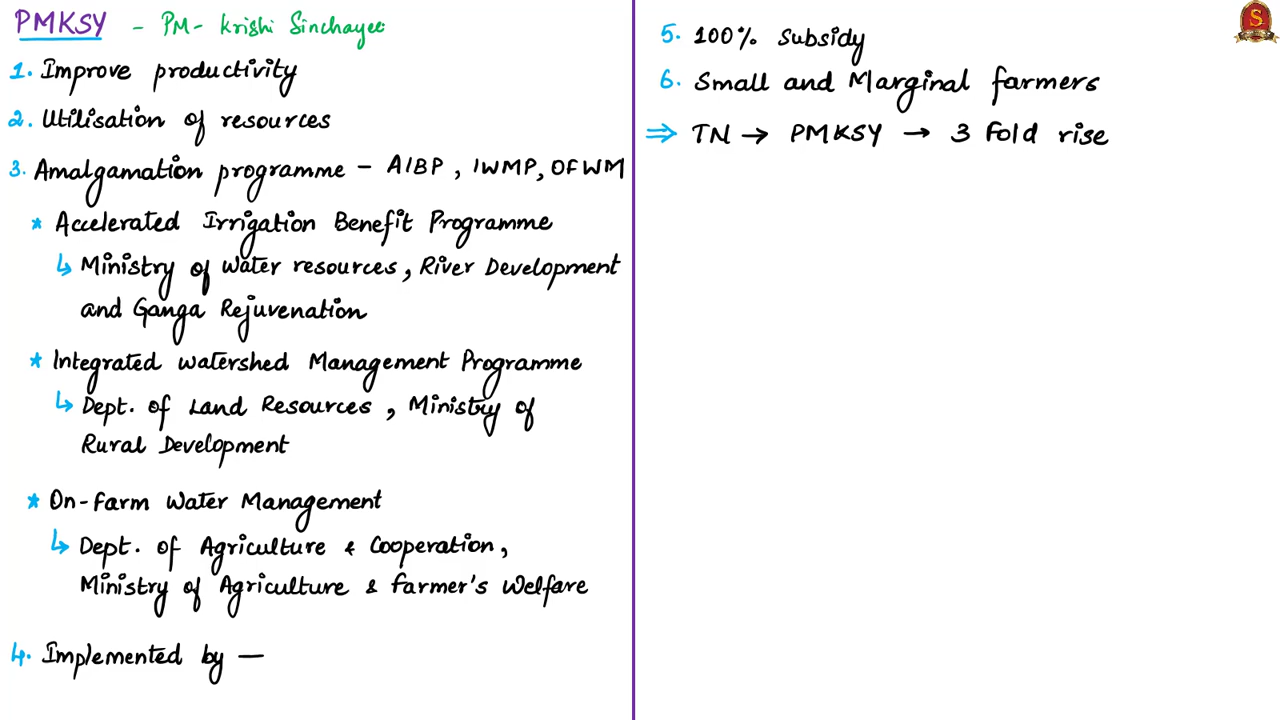 PMKSY - PM- Krishi Sinchayee
1. Improve productivity
2. Utilisation of resources
3. Amalgamation programme - AIBP, IWMP, OFWM
* Accelerated Irrigation Benefit Programme
↳ Ministry of Water resources, River Development
and Ganga Rejuvenation
* Integrated Watershed Management Programme
↳ Dept. of Land Resources, Ministry of
Rural Development
* On-farm Water Management
↳ Dept. of Agriculture & Cooperation,
Ministry of Agriculture & farmer's Welfare
4. Implemented by —
5. 100% Subsidy
6. Small and Marginal farmers
⇒ TN → PMKSY → 3 Fold rise
S